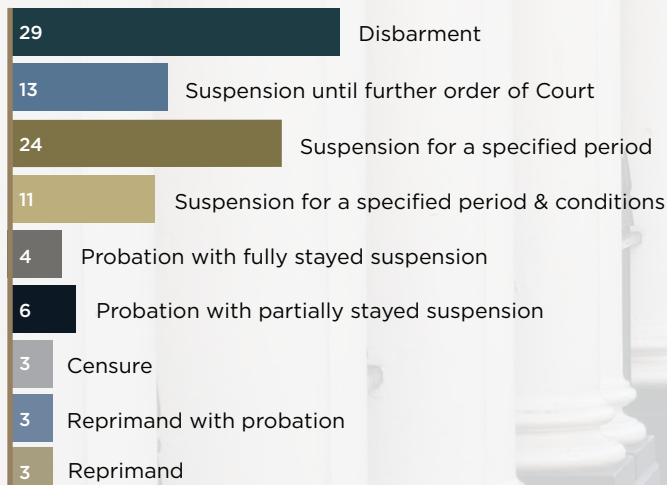 29 Disbarment
13 Suspension until further order of Court
24 Suspension for a specified period
11 Suspension for a specified period & conditions
4 Probation with fully stayed suspension
6 Probation with partially stayed suspension
3 Censure
3 Reprimand with probation
3 Reprimand